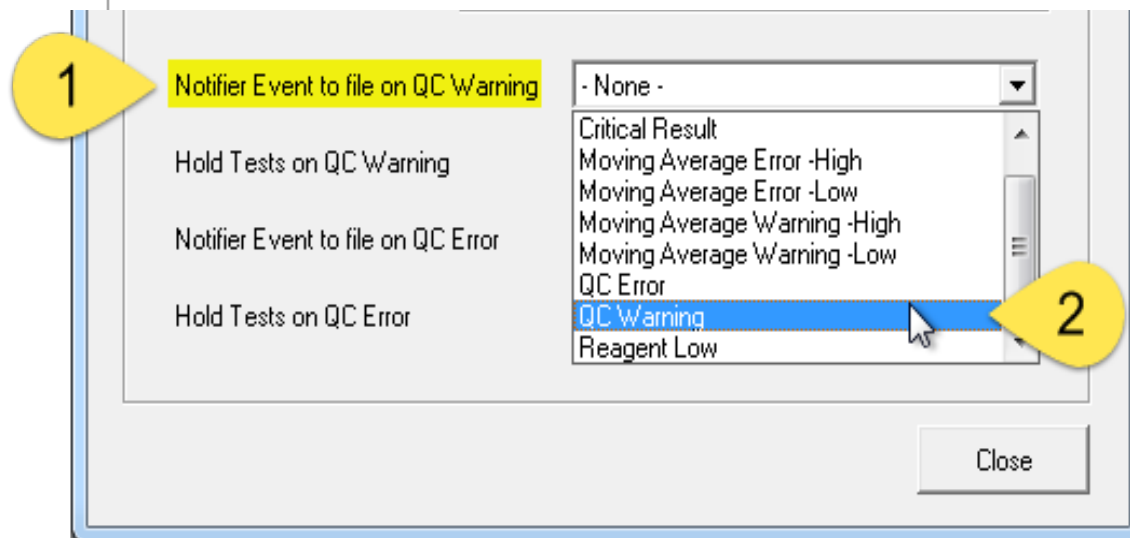 1
Notifier Event to file on QC Warning
- None -
Hold Tests on QC Warning
Notifier Event to file on QC Error
Hold Tests on QC Error
Critical Result
Moving Average Error -High
Moving Average Error -Low
Moving Average Warning -High
Moving Average Warning -Low
QC Error
QC Warning
Reagent Low
2
Close